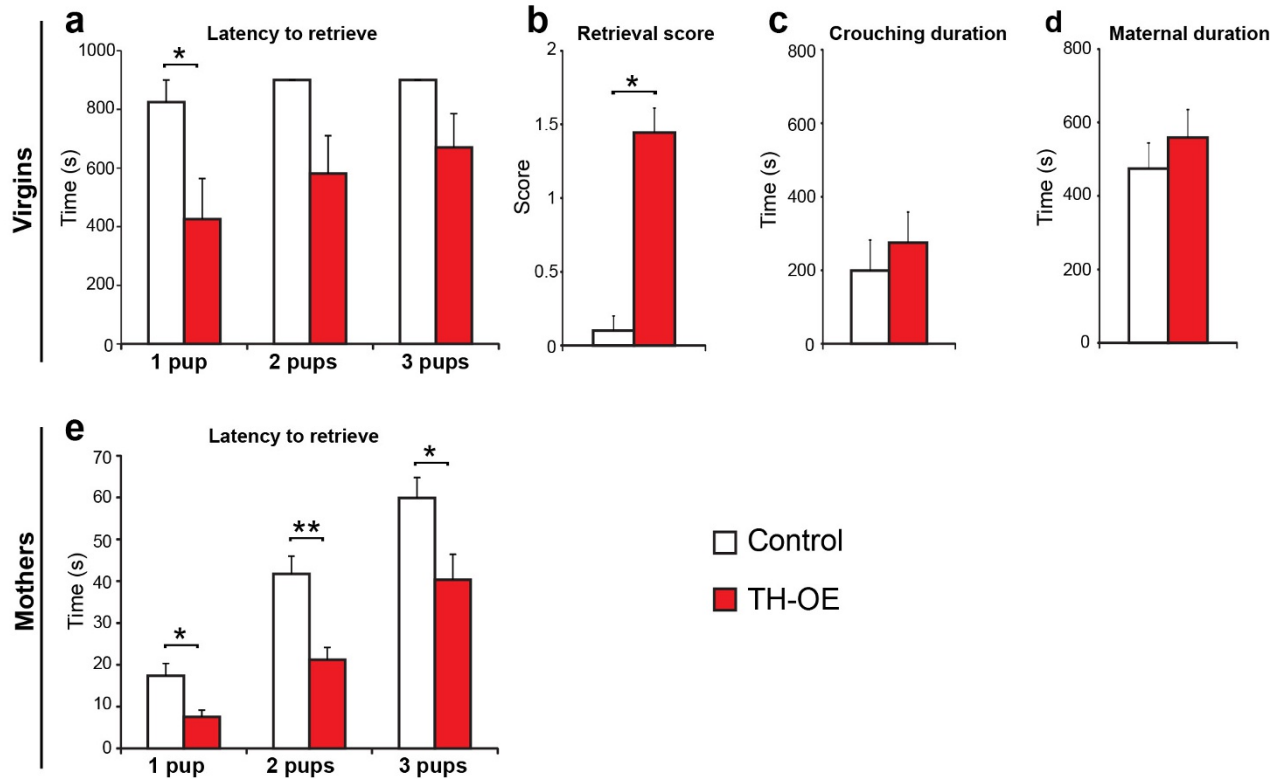 Virgins
a
Latency to retrieve
Time (s)
1000
800
600
400
200
0
*
1 pup
2 pups
3 pups
b
Retrieval score
Score
2
1.5
1
0.5
0
*
c
Crouching duration
Time (s)
800
600
400
200
0
d
Maternal duration
Time (s)
800
600
400
200
0
Mothers
e
Latency to retrieve
Time (s)
70
60
50
40
30
20
10
0
*
**
*
1 pup
2 pups
3 pups
Control
TH-OE